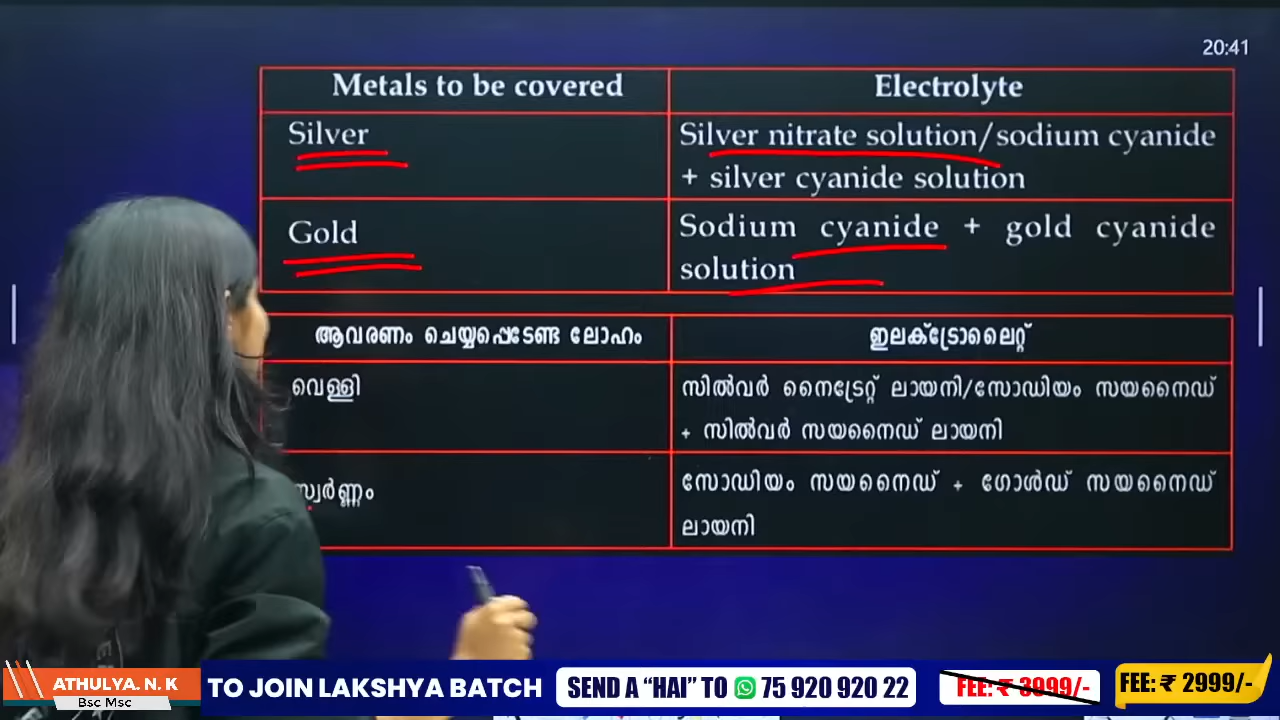 20:41
Metals to be covered
Electrolyte
Silver
Silver nitrate solution/sodium cyanide
+ silver cyanide solution
Gold
Sodium cyanide + gold cyanide
solution
ആവരണം ചെയ്യപ്പെടേണ്ട ലോഹം
ഇലക്ട്രോലൈറ്റ്
വെള്ളി
സിൽവർ നൈട്രേറ്റ് ലായനി/സോഡിയം സയനൈഡ്
+ സിൽവർ സയനൈഡ് ലായനി
സ്വർണ്ണം
സോഡിയം സയനൈഡ് + ഗോൾഡ് സയനൈഡ്
ലായനി
ATHULYA. N. K
Bsc Msc
TO JOIN LAKSHYA BATCH
SEND A “HAI” TO 75 920 920 22
FEE: ₹ 3999/-
FEE: ₹ 2999/-